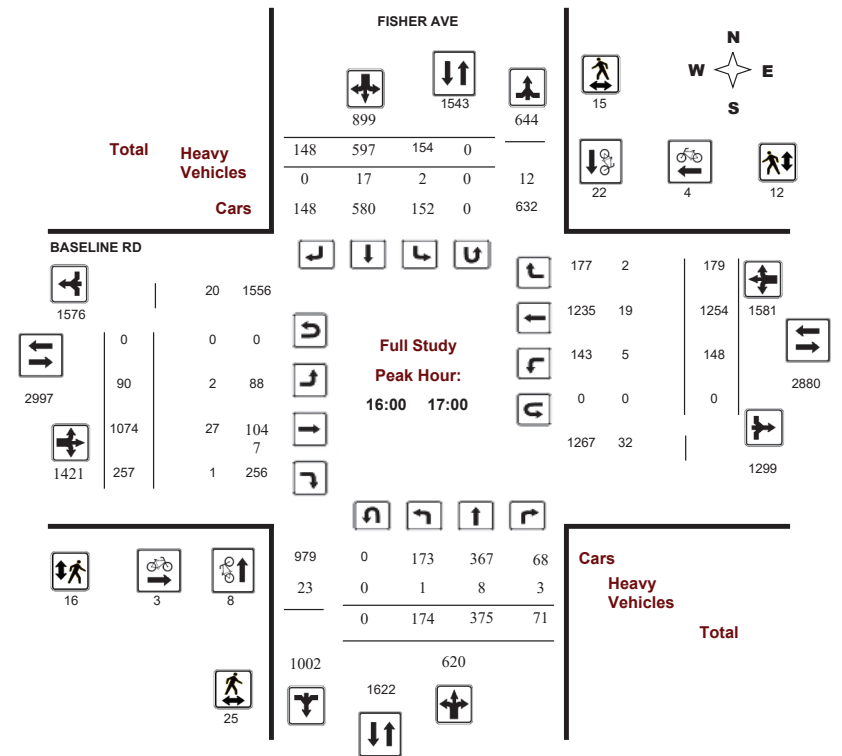 FISHER AVE
N
W E
S
1543
15
899 644
Total Heavy Vehicles
148 597 154 0
0 17 2 0 12
Cars 148 580 152 0 632
22 4 12
BASELINE RD
1576
20 1556
177 2 179
1581
0 0 0
1235 19 1254
Full Study
Peak Hour:
16:00 17:00
2997
90 2 88
143 5 148
2880
0 0 0
1074 27 104
7
1267 32
1421 257 1 256
1299
979 0 173 367 68 Cars
23 0 1 8 3 Heavy
Vehicles
0 174 375 71 Total
16 3 8
1002 620
1622
25